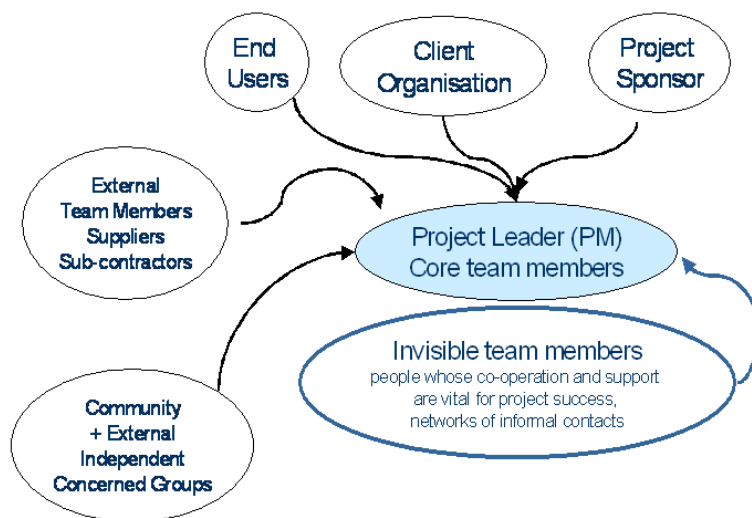 End
Users
Client
Organisation
Project
Sponsor
External
Team Members
Suppliers
Sub-contractors
Project Leader (PM)
Core team members
Invisible team members
people whose co-operation and support
are vital for project success,
networks of informal contacts
Community
+ External
Independent
Concerned Groups